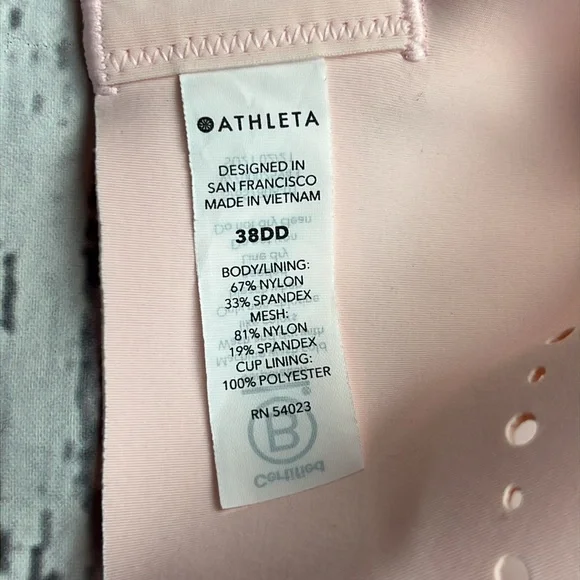 ATHLETA
DESIGNED IN
SAN FRANCISCO
MADE IN VIETNAM
38DD
BODY/LINING:
67% NYLON
33% SPANDEX
MESH:
81% NYLON
19% SPANDEX
CUP LINING:
100% POLYESTER
RN 54023
B
Certified